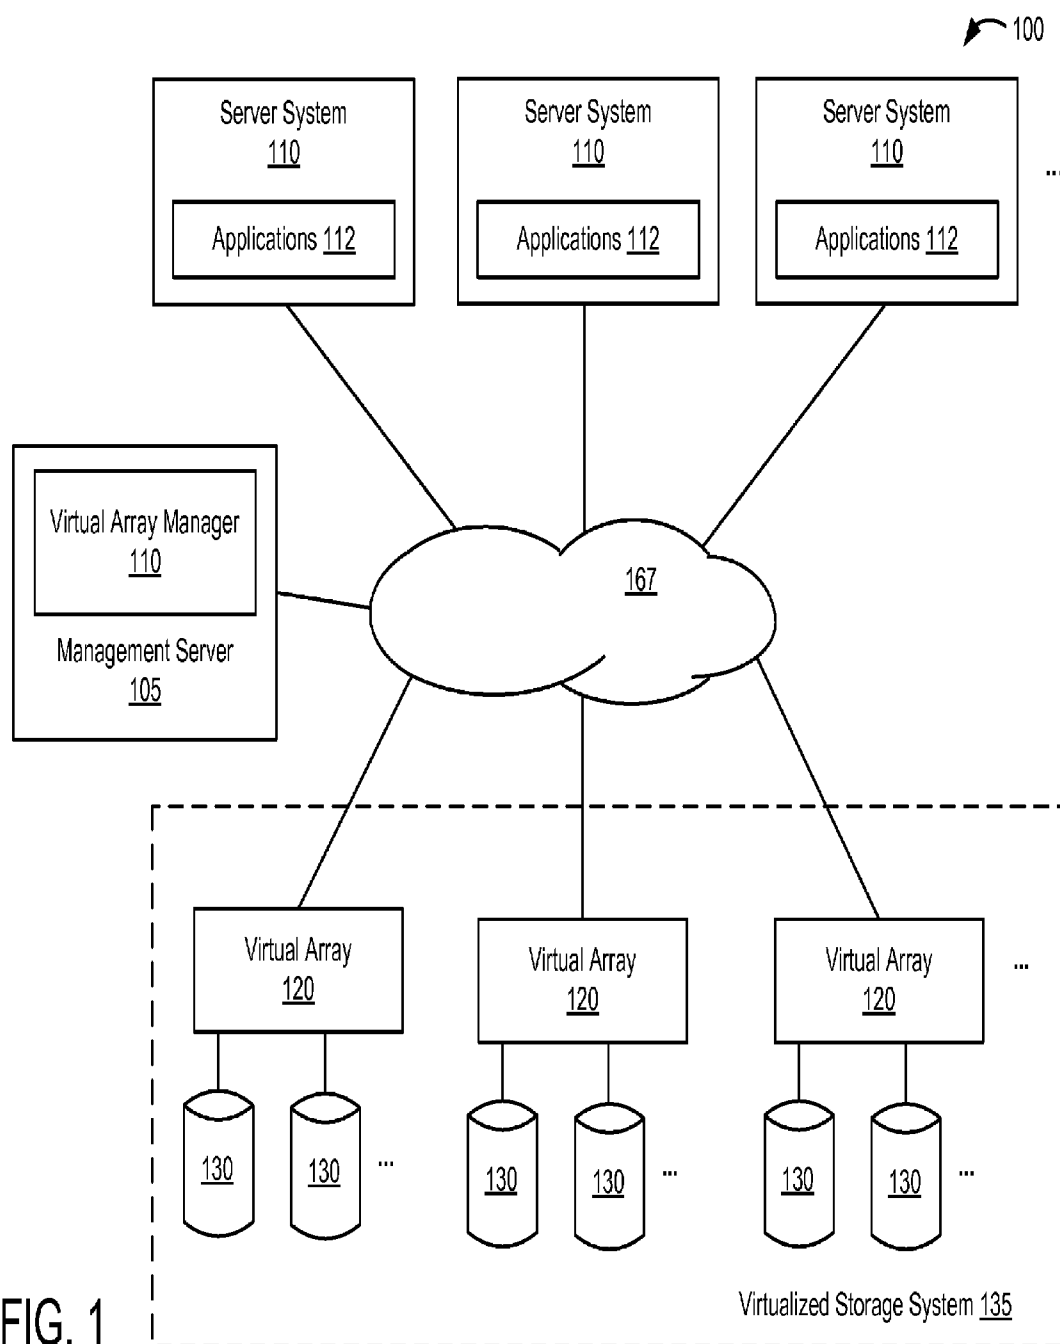 100
Server System
110
Applications 112
Server System
110
Applications 112
Server System
110
Applications 112
...
Virtual Array Manager
110
Management Server
105
167
Virtual Array
120
Virtual Array
120
Virtual Array
120
...
130
130
...
130
130
...
130
130
...
Virtualized Storage System 135
FIG. 1